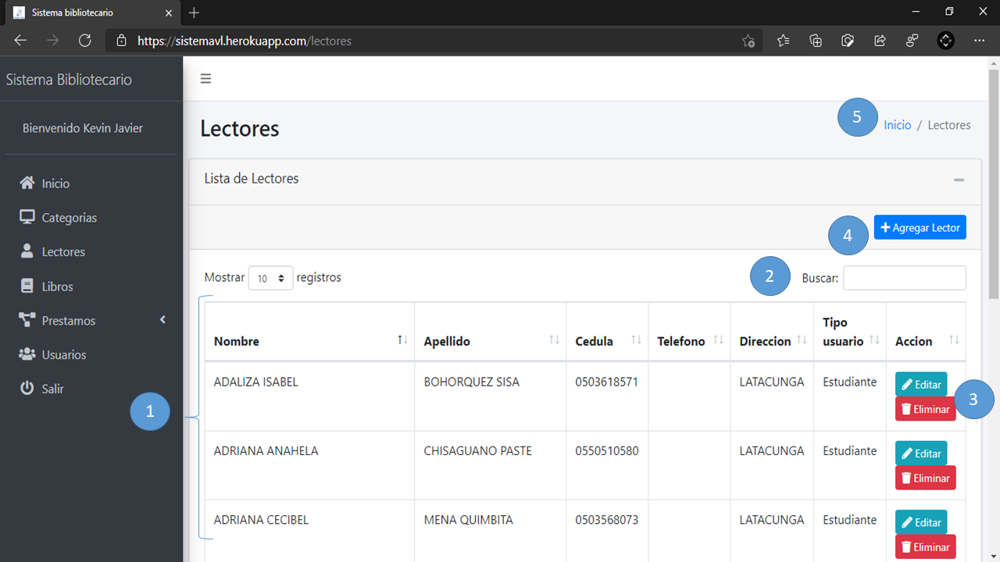 Sistema bibliotecario
https://sistemavl.herokuapp.com/lectores
Sistema Bibliotecario
Bienvenido Kevin Javier
Inicio
Categorias
Lectores
Libros
Prestamos
Usuarios
Salir
1
Lectores
5
Inicio / Lectores
Lista de Lectores
4
Agregar Lector
Mostrar 10 registros
2
Buscar:
Nombre Apellido Cedula Telefono Direccion Tipo usuario Accion
ADALIZA ISABEL BOHORQUEZ SISA 0503618571 LATACUNGA Estudiante Editar
Eliminar
3
ADRIANA ANAHELA CHISAGUANO PASTE 0550510580 LATACUNGA Estudiante Editar
Eliminar
ADRIANA CECIBEL MENA QUIMBITA 0503568073 LATACUNGA Estudiante Editar
Eliminar